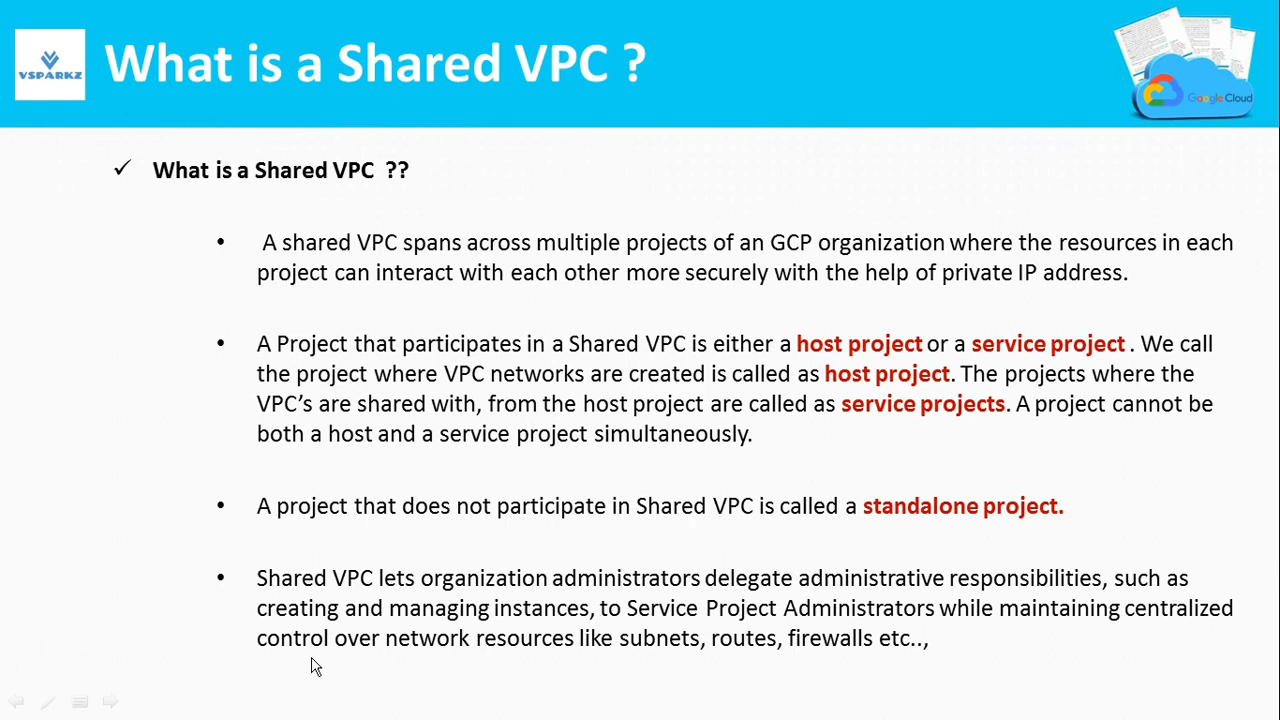 What is a Shared VPC ?
VSPARKZ
Google Cloud
✓ What is a Shared VPC ??
• A shared VPC spans across multiple projects of an GCP organization where the resources in each
project can interact with each other more securely with the help of private IP address.
• A Project that participates in a Shared VPC is either a host project or a service project . We call
the project where VPC networks are created is called as host project. The projects where the
VPC’s are shared with, from the host project are called as service projects. A project cannot be
both a host and a service project simultaneously.
• A project that does not participate in Shared VPC is called a standalone project.
• Shared VPC lets organization administrators delegate administrative responsibilities, such as
creating and managing instances, to Service Project Administrators while maintaining centralized
control over network resources like subnets, routes, firewalls etc..,